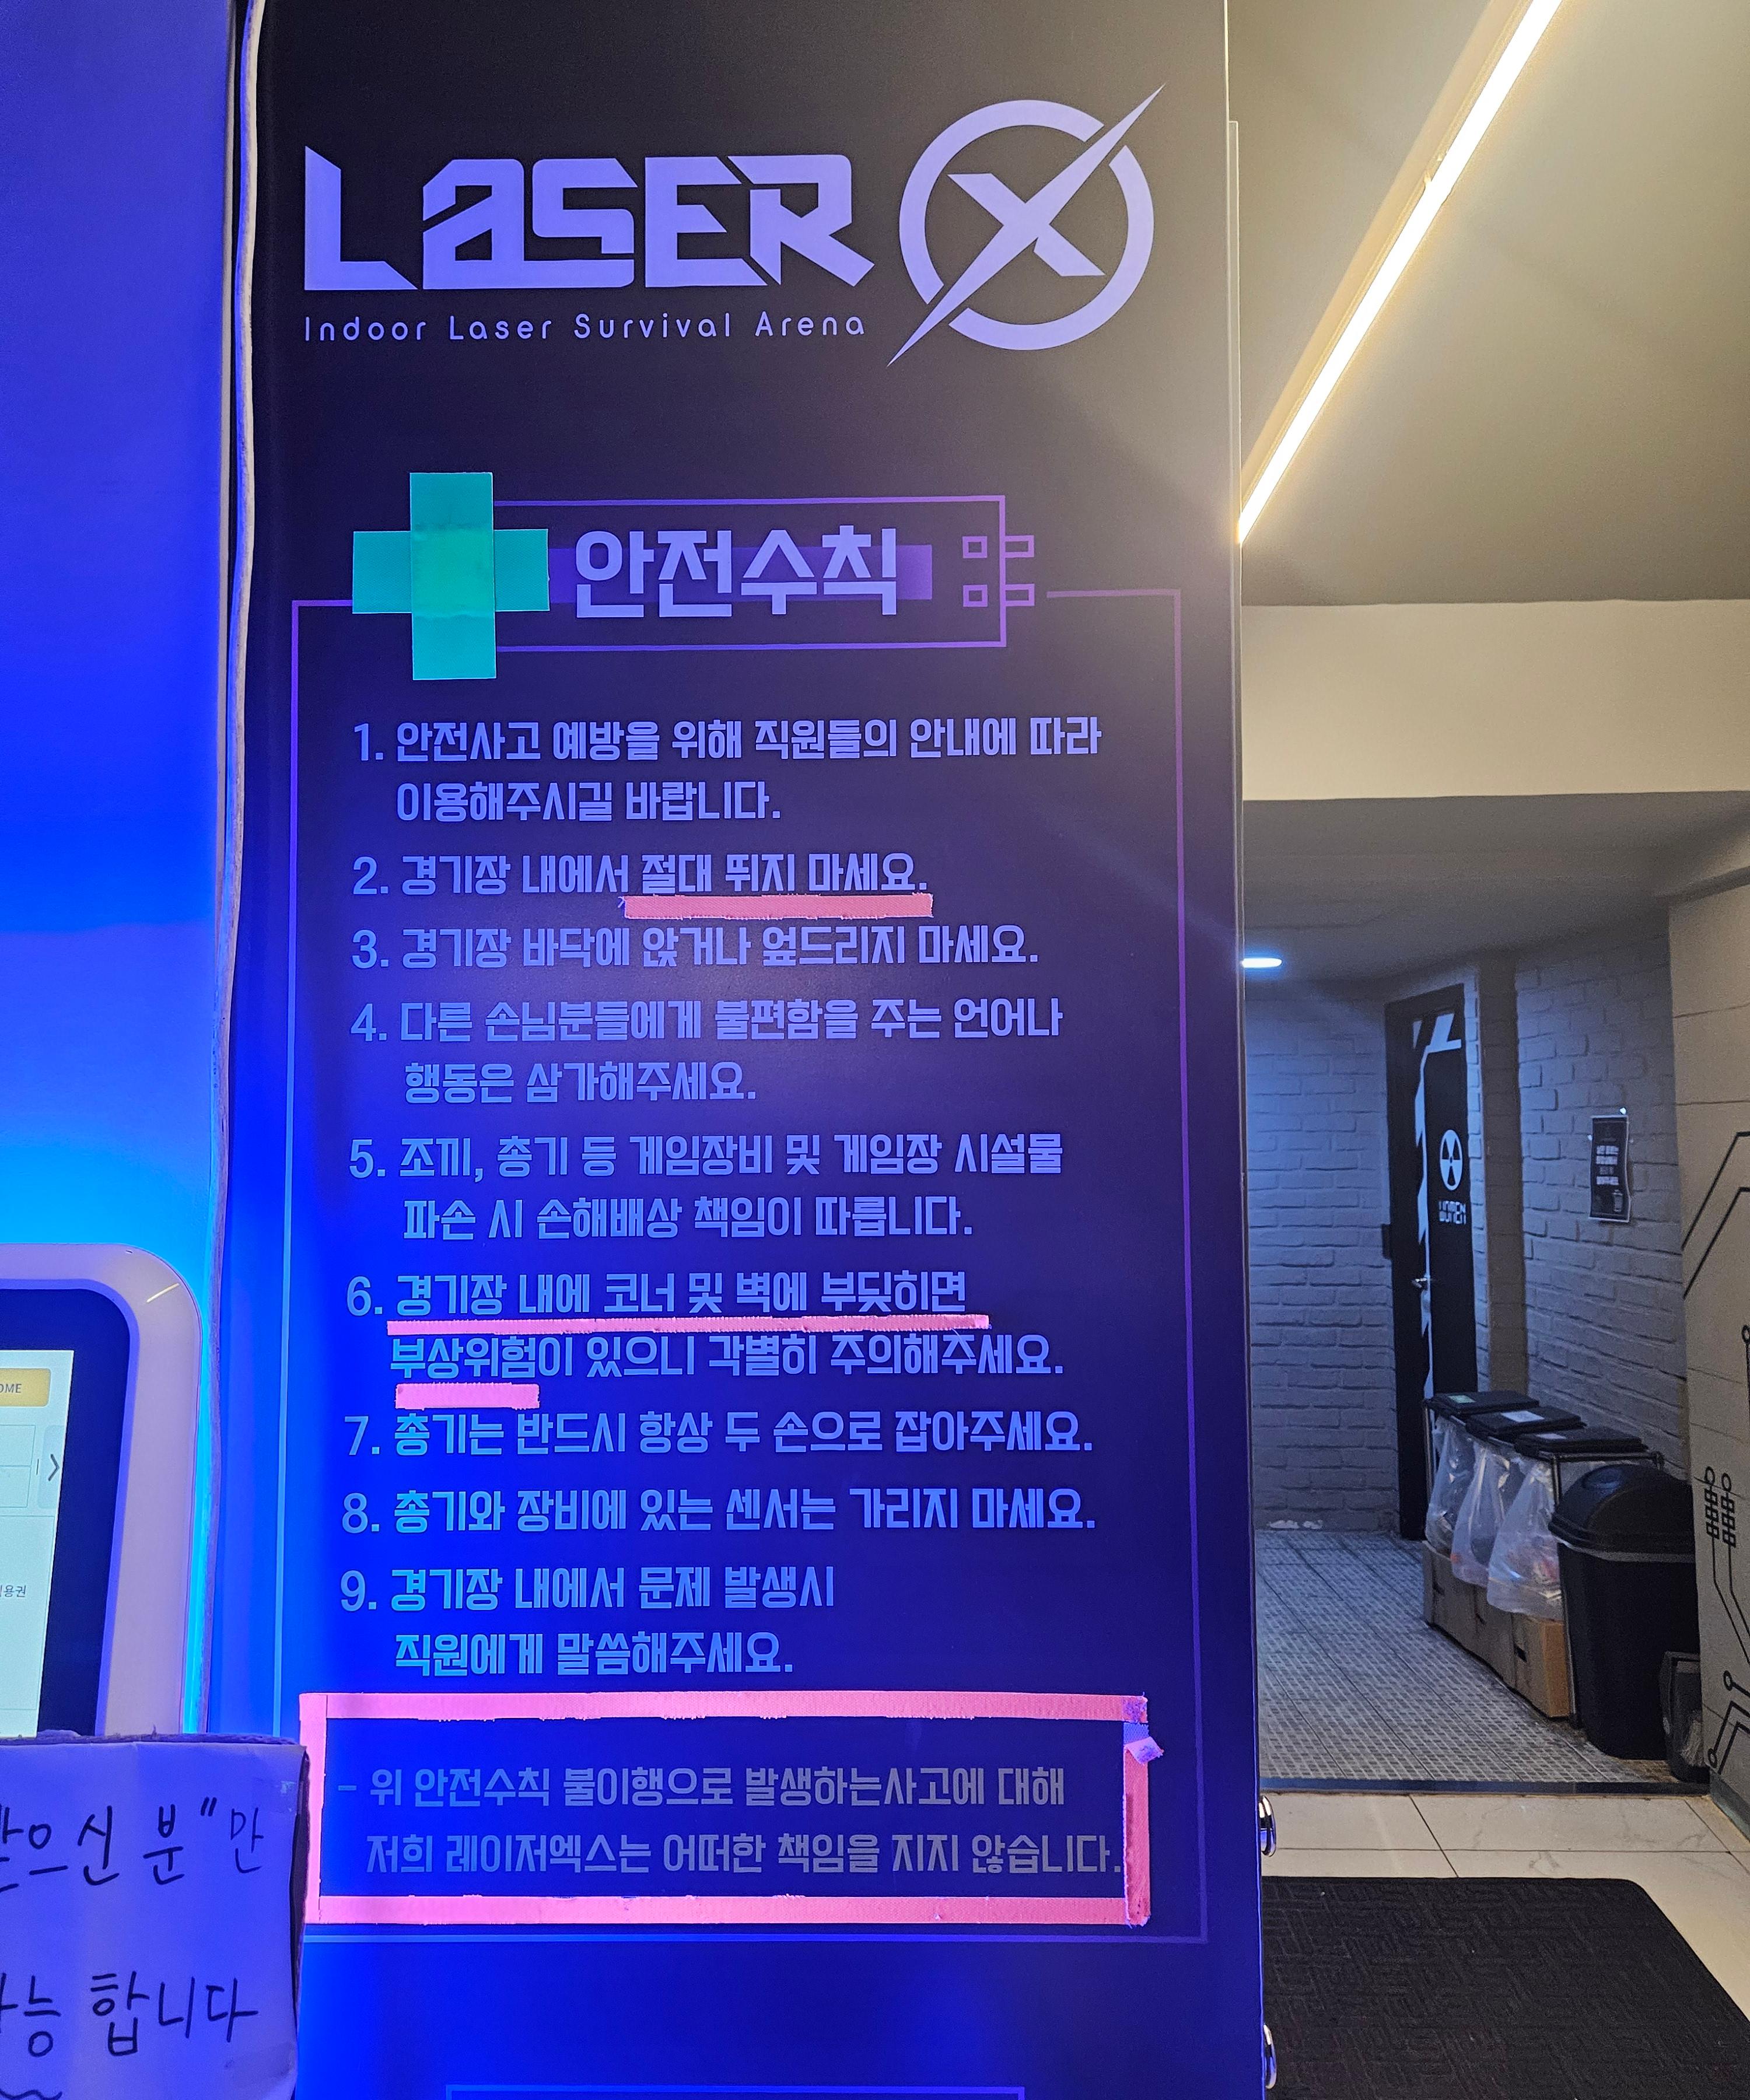 LASER X
Indoor Laser Survival Arena
안전수칙
1. 안전사고 예방을 위해 직원들의 안내에 따라
이용해주시길 바랍니다.
2. 경기장 내에서 절대 뛰지 마세요.
3. 경기장 바닥에 앉거나 엎드리지 마세요.
4. 다른 손님분들에게 불편함을 주는 언어나
행동은 삼가해주세요.
5. 조끼, 총기 등 게임장비 및 게임장 시설물
파손 시 손해배상 책임이 따릅니다.
6. 경기장 내에 코너 및 벽에 부딪히면
부상위험이 있으니 각별히 주의해주세요.
7. 총기는 반드시 항상 두 손으로 잡아주세요.
8. 총기와 장비에 있는 센서는 가리지 마세요.
9. 경기장 내에서 문제 발생시
직원에게 말씀해주세요.
- 위 안전수칙 불이행으로 발생하는사고에 대해
저희 레이저엑스는 어떠한 책임을 지지 않습니다.
WOMEN
분"만
합니다